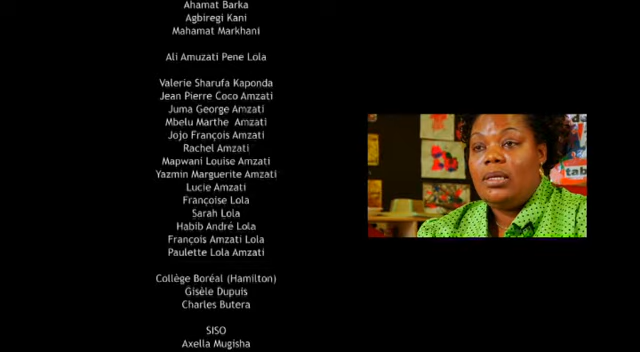 Ahamat Barka
Agbiregi Kani
Mahamat Markhani
Ali Amuzati Pene Lola
Valerie Sharufa Kaponda
Jean Pierre Coco Amzati
Juma George Amzati
Mbelu Marthe Amzati
Jojo François Amzati
Rachel Amzati
Mapwani Louise Amzati
Yazmin Marguerite Amzati
Lucie Amzati
Françoise Lola
Sarah Lola
Habib André Lola
François Amzati Lola
Paulette Lola Amzati
Collège Boréal (Hamilton)
Gisèle Dupuis
Charles Butera
SISO
Axella Mugisha